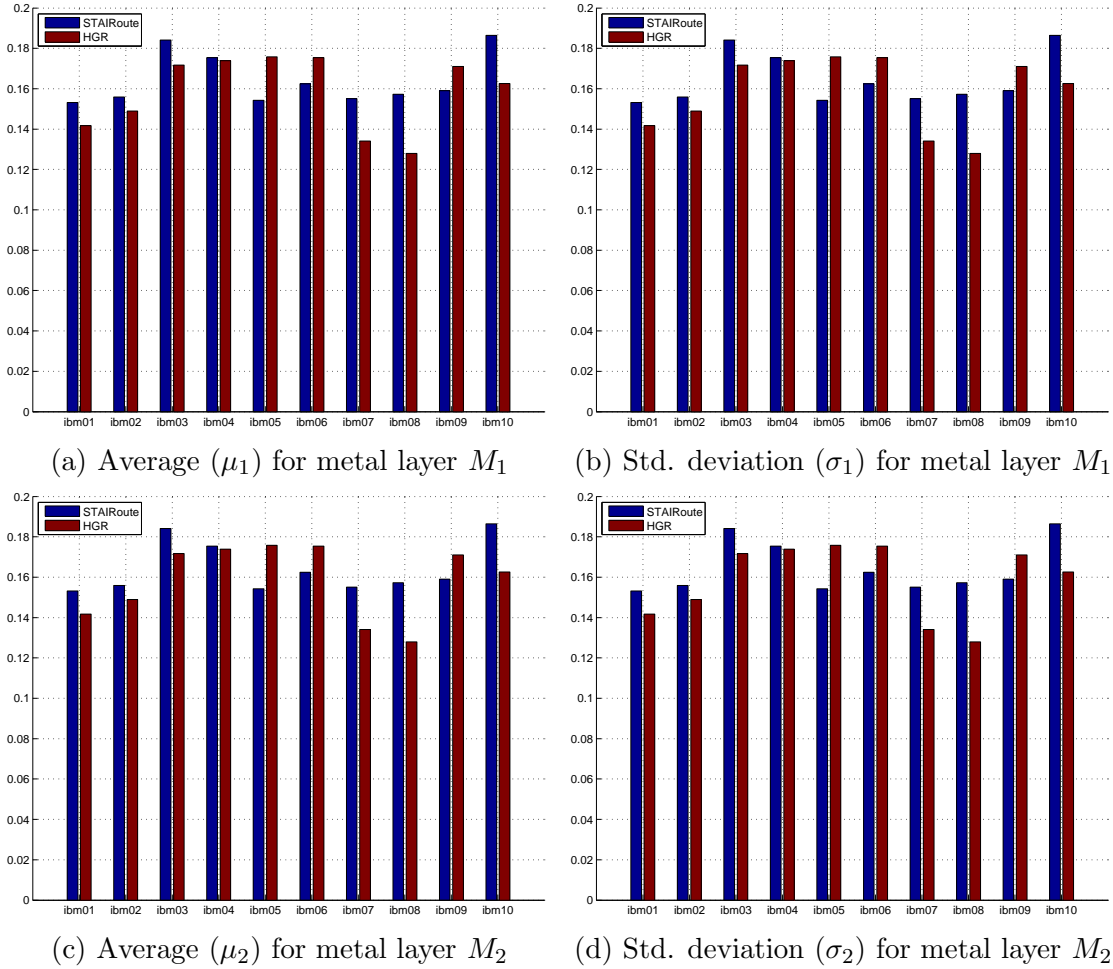 0.2
0.18
0.16
0.14
0.12
0.1
0.08
0.06
0.04
0.02
0
STAIRoute
HGR
ibm01 ibm02 ibm03 ibm04 ibm05 ibm06 ibm07 ibm08 ibm09 ibm10
(a) Average (μ₁) for metal layer M₁
0.2
0.18
0.16
0.14
0.12
0.1
0.08
0.06
0.04
0.02
0
STAIRoute
HGR
ibm01 ibm02 ibm03 ibm04 ibm05 ibm06 ibm07 ibm08 ibm09 ibm10
(b) Std. deviation (σ₁) for metal layer M₁
0.2
0.18
0.16
0.14
0.12
0.1
0.08
0.06
0.04
0.02
0
STAIRoute
HGR
ibm01 ibm02 ibm03 ibm04 ibm05 ibm06 ibm07 ibm08 ibm09 ibm10
(c) Average (μ₂) for metal layer M₂
0.2
0.18
0.16
0.14
0.12
0.1
0.08
0.06
0.04
0.02
0
STAIRoute
HGR
ibm01 ibm02 ibm03 ibm04 ibm05 ibm06 ibm07 ibm08 ibm09 ibm10
(d) Std. deviation (σ₂) for metal layer M₂